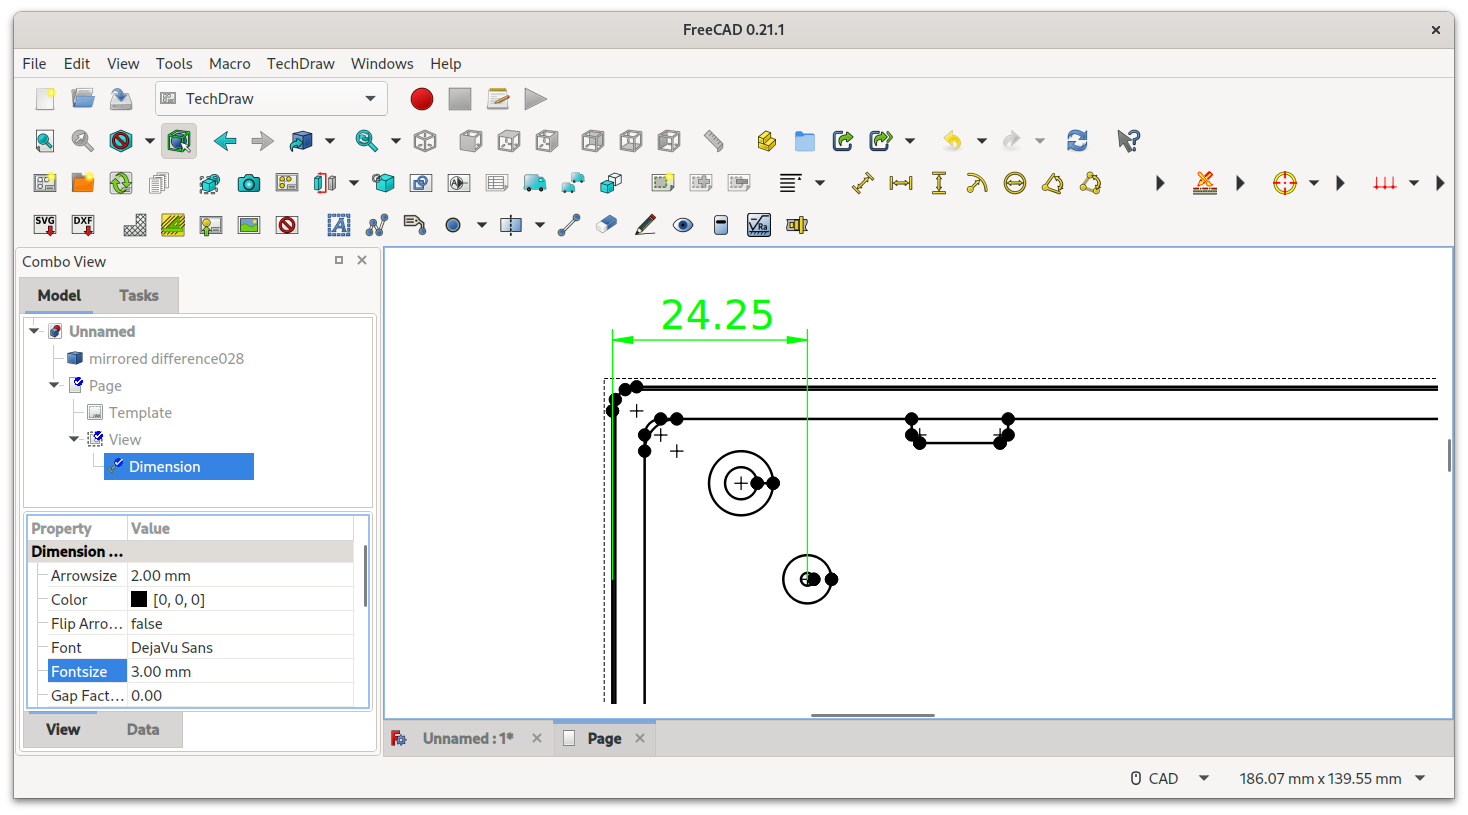 FreeCAD 0.21.1
File Edit View Tools Macro TechDraw Windows Help
TechDraw
SVG DXF
A
Ra
Combo View
Model Tasks
Unnamed
mirrored difference028
Page
Template
View
Dimension
Property Value
Dimension ...
Arrowsize 2.00 mm
Color [0, 0, 0]
Flip Arro... false
Font DejaVu Sans
Fontsize 3.00 mm
Gap Fact... 0.00
View Data
24.25
Unnamed : 1*
Page
CAD 186.07 mm x 139.55 mm